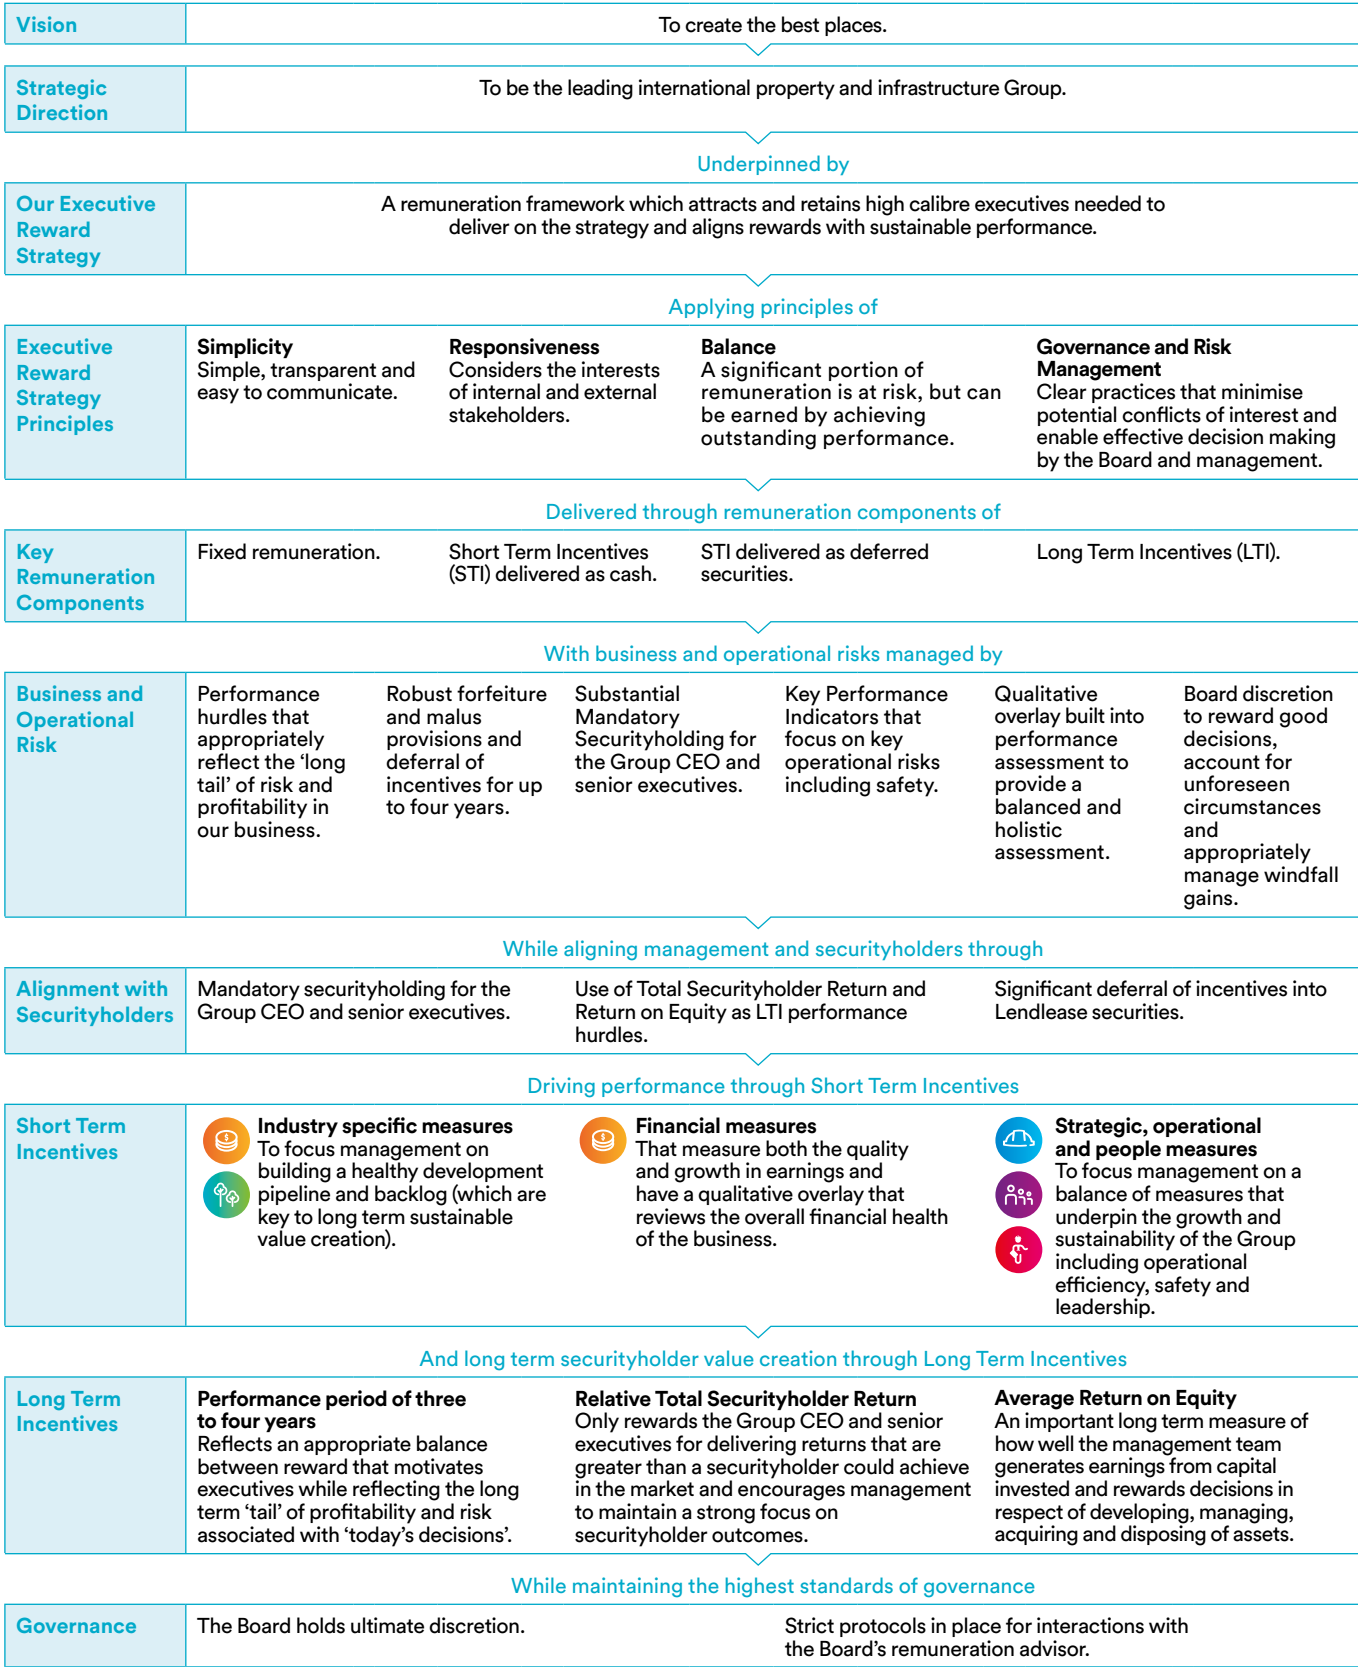 Vision
To create the best places.
Strategic
Direction
To be the leading international property and infrastructure Group.
Underpinned by
Our Executive
Reward
Strategy
A remuneration framework which attracts and retains high calibre executives needed to
deliver on the strategy and aligns rewards with sustainable performance.
Applying principles of
Executive
Reward
Strategy
Principles
Simplicity
Simple, transparent and
easy to communicate.
Responsiveness
Considers the interests
of internal and external
stakeholders.
Balance
A significant portion of
remuneration is at risk, but can
be earned by achieving
outstanding performance.
Governance and Risk
Management
Clear practices that minimise
potential conflicts of interest and
enable effective decision making
by the Board and management.
Delivered through remuneration components of
Key
Remuneration
Components
Fixed remuneration.
Short Term Incentives
(STI) delivered as cash.
STI delivered as deferred
securities.
Long Term Incentives (LTI).
With business and operational risks managed by
Business and
Operational
Risk
Performance
hurdles that
appropriately
reflect the ‘long
tail’ of risk and
profitability in
our business.
Robust forfeiture
and malus
provisions and
deferral of
incentives for up
to four years.
Substantial
Mandatory
Securityholding for
the Group CEO and
senior executives.
Key Performance
Indicators that
focus on key
operational risks
including safety.
Qualitative
overlay built into
performance
assessment to
provide a
balanced and
holistic
assessment.
Board discretion
to reward good
decisions,
account for
unforeseen
circumstances
and
appropriately
manage windfall
gains.
While aligning management and securityholders through
Alignment with
Securityholders
Mandatory securityholding for the
Group CEO and senior executives.
Use of Total Securityholder Return and
Return on Equity as LTI performance
hurdles.
Significant deferral of incentives into
Lendlease securities.
Driving performance through Short Term Incentives
Short Term
Incentives
Industry specific measures
To focus management on
building a healthy development
pipeline and backlog (which are
key to long term sustainable
value creation).
Financial measures
That measure both the quality
and growth in earnings and
have a qualitative overlay that
reviews the overall financial health
of the business.
Strategic, operational
and people measures
To focus management on a
balance of measures that
underpin the growth and
sustainability of the Group
including operational
efficiency, safety and
leadership.
And long term securityholder value creation through Long Term Incentives
Long Term
Incentives
Performance period of three
to four years
Reflects an appropriate balance
between reward that motivates
executives while reflecting the long
term ‘tail’ of profitability and risk
associated with ‘today’s decisions’.
Relative Total Securityholder Return
Only rewards the Group CEO and senior
executives for delivering returns that are
greater than a securityholder could achieve
in the market and encourages management
to maintain a strong focus on
securityholder outcomes.
Average Return on Equity
An important long term measure of
how well the management team
generates earnings from capital
invested and rewards decisions in
respect of developing, managing,
acquiring and disposing of assets.
While maintaining the highest standards of governance
Governance
The Board holds ultimate discretion.
Strict protocols in place for interactions with
the Board’s remuneration advisor.